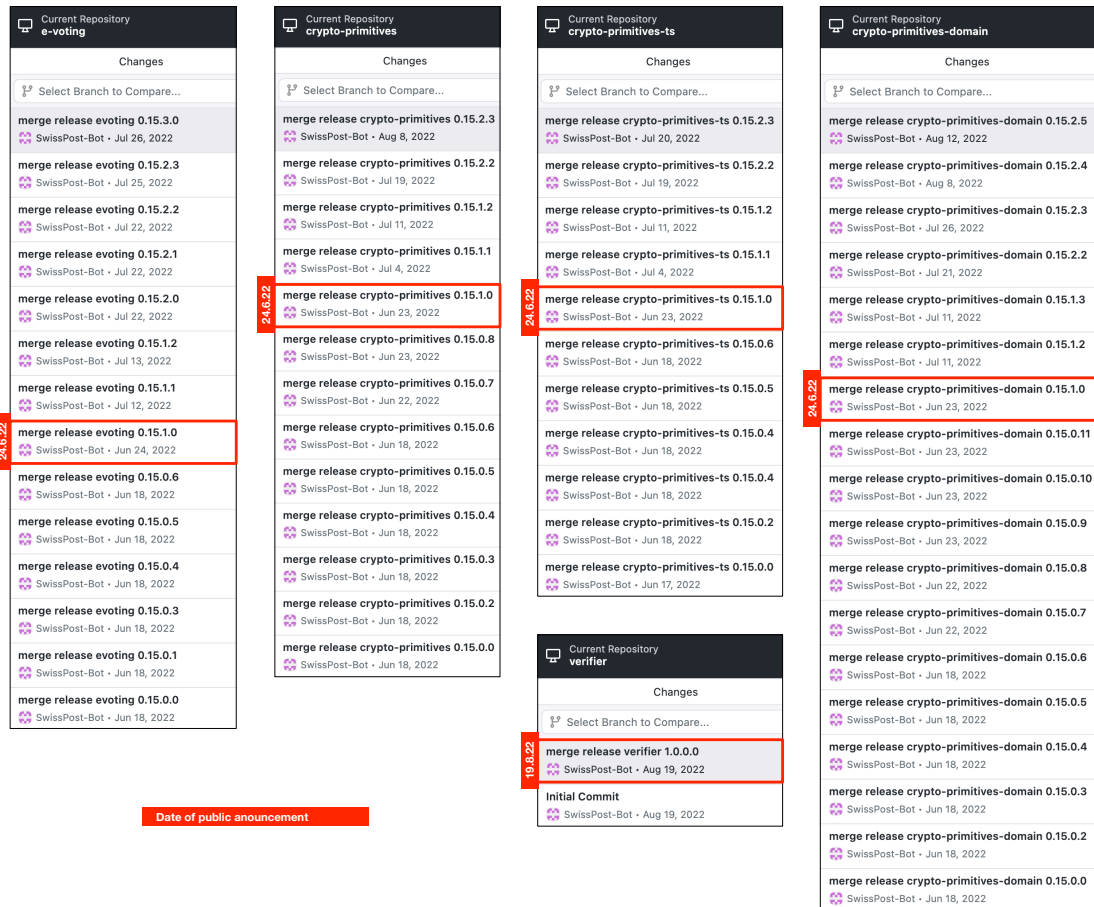 Current Repository
e-voting
Changes
Select Branch to Compare...
merge release evoting 0.15.3.0
SwissPost-Bot • Jul 26, 2022
merge release evoting 0.15.2.3
SwissPost-Bot • Jul 25, 2022
merge release evoting 0.15.2.2
SwissPost-Bot • Jul 22, 2022
merge release evoting 0.15.2.1
SwissPost-Bot • Jul 22, 2022
merge release evoting 0.15.2.0
SwissPost-Bot • Jul 22, 2022
merge release evoting 0.15.1.2
SwissPost-Bot • Jul 13, 2022
merge release evoting 0.15.1.1
SwissPost-Bot • Jul 12, 2022
24.6.22
merge release evoting 0.15.1.0
SwissPost-Bot • Jun 24, 2022
merge release evoting 0.15.0.6
SwissPost-Bot • Jun 18, 2022
merge release evoting 0.15.0.5
SwissPost-Bot • Jun 18, 2022
merge release evoting 0.15.0.4
SwissPost-Bot • Jun 18, 2022
merge release evoting 0.15.0.3
SwissPost-Bot • Jun 18, 2022
merge release evoting 0.15.0.1
SwissPost-Bot • Jun 18, 2022
merge release evoting 0.15.0.0
SwissPost-Bot • Jun 18, 2022
Current Repository
crypto-primitives
Changes
Select Branch to Compare...
merge release crypto-primitives 0.15.2.3
SwissPost-Bot • Aug 8, 2022
merge release crypto-primitives 0.15.2.2
SwissPost-Bot • Jul 19, 2022
merge release crypto-primitives 0.15.1.2
SwissPost-Bot • Jul 11, 2022
merge release crypto-primitives 0.15.1.1
SwissPost-Bot • Jul 4, 2022
24.6.22
merge release crypto-primitives 0.15.1.0
SwissPost-Bot • Jun 23, 2022
merge release crypto-primitives 0.15.0.8
SwissPost-Bot • Jun 23, 2022
merge release crypto-primitives 0.15.0.7
SwissPost-Bot • Jun 22, 2022
merge release crypto-primitives 0.15.0.6
SwissPost-Bot • Jun 18, 2022
merge release crypto-primitives 0.15.0.5
SwissPost-Bot • Jun 18, 2022
merge release crypto-primitives 0.15.0.4
SwissPost-Bot • Jun 18, 2022
merge release crypto-primitives 0.15.0.3
SwissPost-Bot • Jun 18, 2022
merge release crypto-primitives 0.15.0.2
SwissPost-Bot • Jun 18, 2022
merge release crypto-primitives 0.15.0.0
SwissPost-Bot • Jun 18, 2022
Current Repository
crypto-primitives-ts
Changes
Select Branch to Compare...
merge release crypto-primitives-ts 0.15.2.3
SwissPost-Bot • Jul 20, 2022
merge release crypto-primitives-ts 0.15.2.2
SwissPost-Bot • Jul 19, 2022
merge release crypto-primitives-ts 0.15.1.2
SwissPost-Bot • Jul 11, 2022
merge release crypto-primitives-ts 0.15.1.1
SwissPost-Bot • Jul 4, 2022
24.6.22
merge release crypto-primitives-ts 0.15.1.0
SwissPost-Bot • Jun 23, 2022
merge release crypto-primitives-ts 0.15.0.6
SwissPost-Bot • Jun 18, 2022
merge release crypto-primitives-ts 0.15.0.5
SwissPost-Bot • Jun 18, 2022
merge release crypto-primitives-ts 0.15.0.4
SwissPost-Bot • Jun 18, 2022
merge release crypto-primitives-ts 0.15.0.4
SwissPost-Bot • Jun 18, 2022
merge release crypto-primitives-ts 0.15.0.2
SwissPost-Bot • Jun 18, 2022
merge release crypto-primitives-ts 0.15.0.0
SwissPost-Bot • Jun 17, 2022
Current Repository
verifier
Changes
Select Branch to Compare...
19.8.22
merge release verifier 1.0.0.0
SwissPost-Bot • Aug 19, 2022
Initial Commit
SwissPost-Bot • Aug 19, 2022
Current Repository
crypto-primitives-domain
Changes
Select Branch to Compare...
merge release crypto-primitives-domain 0.15.2.5
SwissPost-Bot • Aug 12, 2022
merge release crypto-primitives-domain 0.15.2.4
SwissPost-Bot • Aug 8, 2022
merge release crypto-primitives-domain 0.15.2.3
SwissPost-Bot • Jul 26, 2022
merge release crypto-primitives-domain 0.15.2.2
SwissPost-Bot • Jul 21, 2022
merge release crypto-primitives-domain 0.15.1.3
SwissPost-Bot • Jul 11, 2022
merge release crypto-primitives-domain 0.15.1.2
SwissPost-Bot • Jul 11, 2022
24.6.22
merge release crypto-primitives-domain 0.15.1.0
SwissPost-Bot • Jun 23, 2022
merge release crypto-primitives-domain 0.15.0.11
SwissPost-Bot • Jun 23, 2022
merge release crypto-primitives-domain 0.15.0.10
SwissPost-Bot • Jun 23, 2022
merge release crypto-primitives-domain 0.15.0.9
SwissPost-Bot • Jun 23, 2022
merge release crypto-primitives-domain 0.15.0.8
SwissPost-Bot • Jun 22, 2022
merge release crypto-primitives-domain 0.15.0.7
SwissPost-Bot • Jun 22, 2022
merge release crypto-primitives-domain 0.15.0.6
SwissPost-Bot • Jun 18, 2022
merge release crypto-primitives-domain 0.15.0.5
SwissPost-Bot • Jun 18, 2022
merge release crypto-primitives-domain 0.15.0.4
SwissPost-Bot • Jun 18, 2022
merge release crypto-primitives-domain 0.15.0.3
SwissPost-Bot • Jun 18, 2022
merge release crypto-primitives-domain 0.15.0.2
SwissPost-Bot • Jun 18, 2022
merge release crypto-primitives-domain 0.15.0.0
SwissPost-Bot • Jun 18, 2022
Date of public anouncement